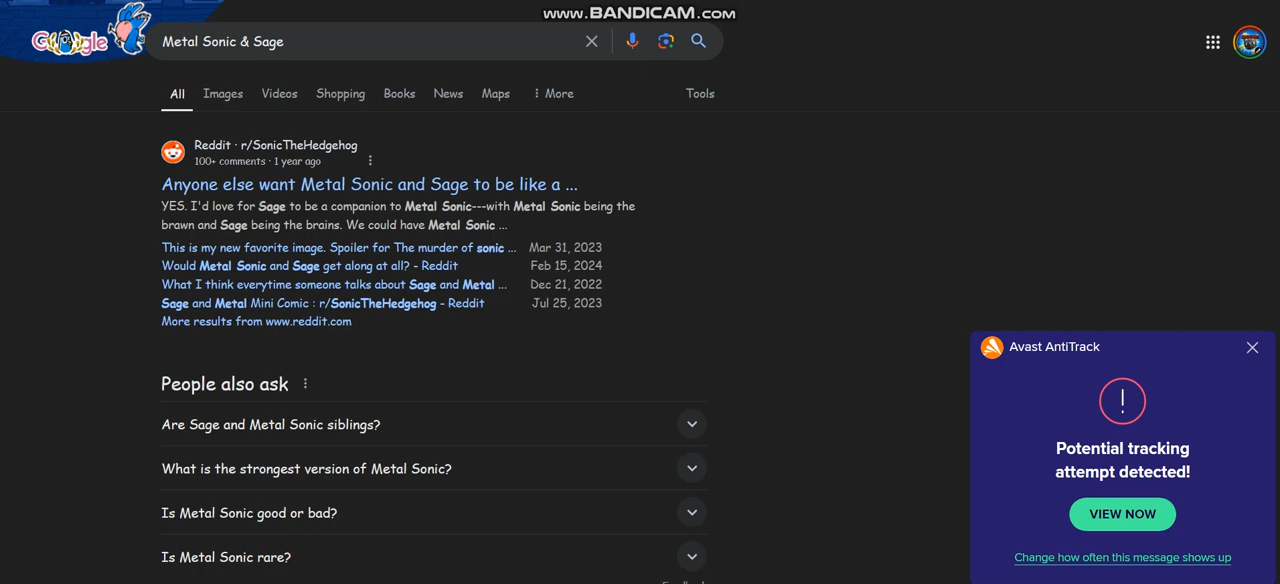 www.BANDICAM.com
Google
Metal Sonic & Sage
All Images Videos Shopping Books News Maps More Tools
Reddit · r/SonicTheHedgehog
100+ comments · 1 year ago
Anyone else want Metal Sonic and Sage to be like a ...
YES. I'd love for Sage to be a companion to Metal Sonic---with Metal Sonic being the
brawn and Sage being the brains. We could have Metal Sonic ...
This is my new favorite image. Spoiler for The murder of sonic ... Mar 31, 2023
Would Metal Sonic and Sage get along at all? - Reddit Feb 15, 2024
What I think everytime someone talks about Sage and Metal ... Dec 21, 2022
Sage and Metal Mini Comic : r/SonicTheHedgehog - Reddit Jul 25, 2023
More results from www.reddit.com
People also ask
Are Sage and Metal Sonic siblings?
What is the strongest version of Metal Sonic?
Is Metal Sonic good or bad?
Is Metal Sonic rare?
Avast AntiTrack
Potential tracking
attempt detected!
VIEW NOW
Change how often this message shows up